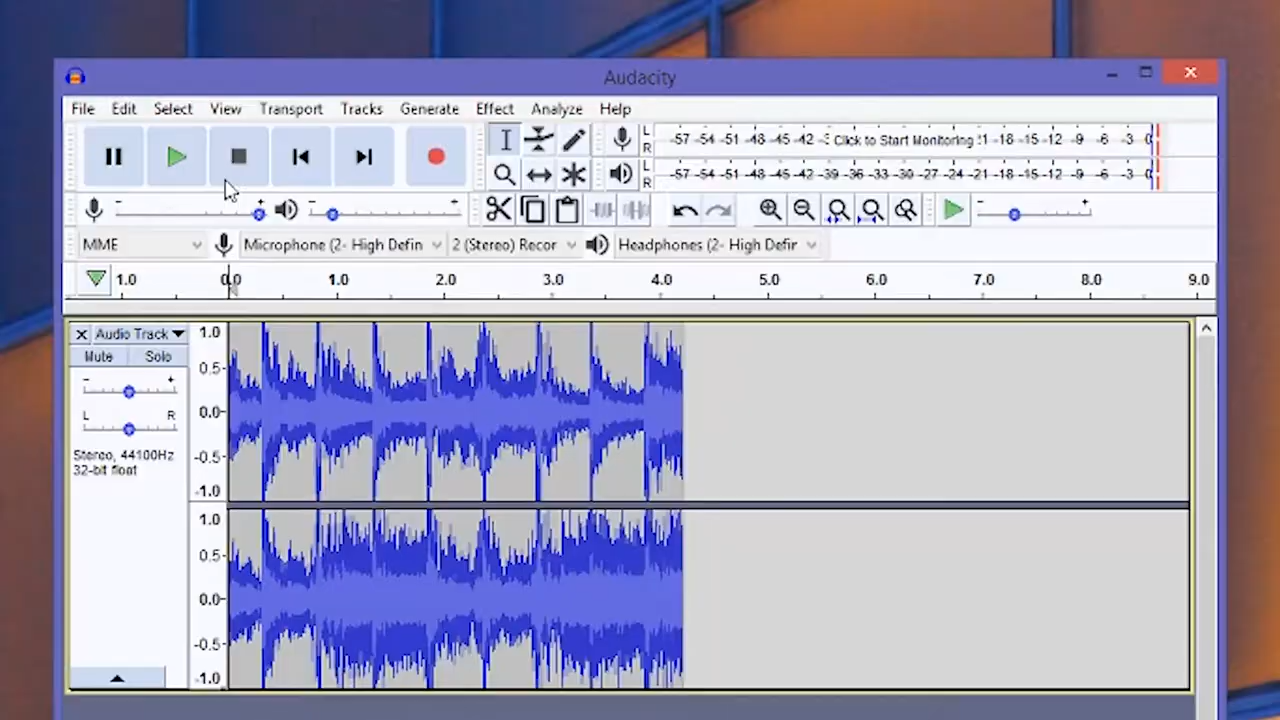 Audacity
File Edit Select View Transport Tracks Generate Effect Analyze Help
L R -57 -54 -51 -48 -45 -42 Click to Start Monitoring -18 -15 -12 -9 -6 -3 0
L R -57 -54 -51 -48 -45 -42 -39 -36 -33 -30 -27 -24 -21 -18 -15 -12 -9 -6 -3 0
- + - + - +
MME Microphone (2- High Defin 2 (Stereo) Recor Headphones (2- High Defir
1.0 0.0 1.0 2.0 3.0 4.0 5.0 6.0 7.0 8.0 9.0
X Audio Track 1.0
Mute Solo
0.5
- +
L R 0.0
Stereo, 44100Hz -0.5
32-bit float
-1.0
1.0
0.5
0.0
-0.5
-1.0